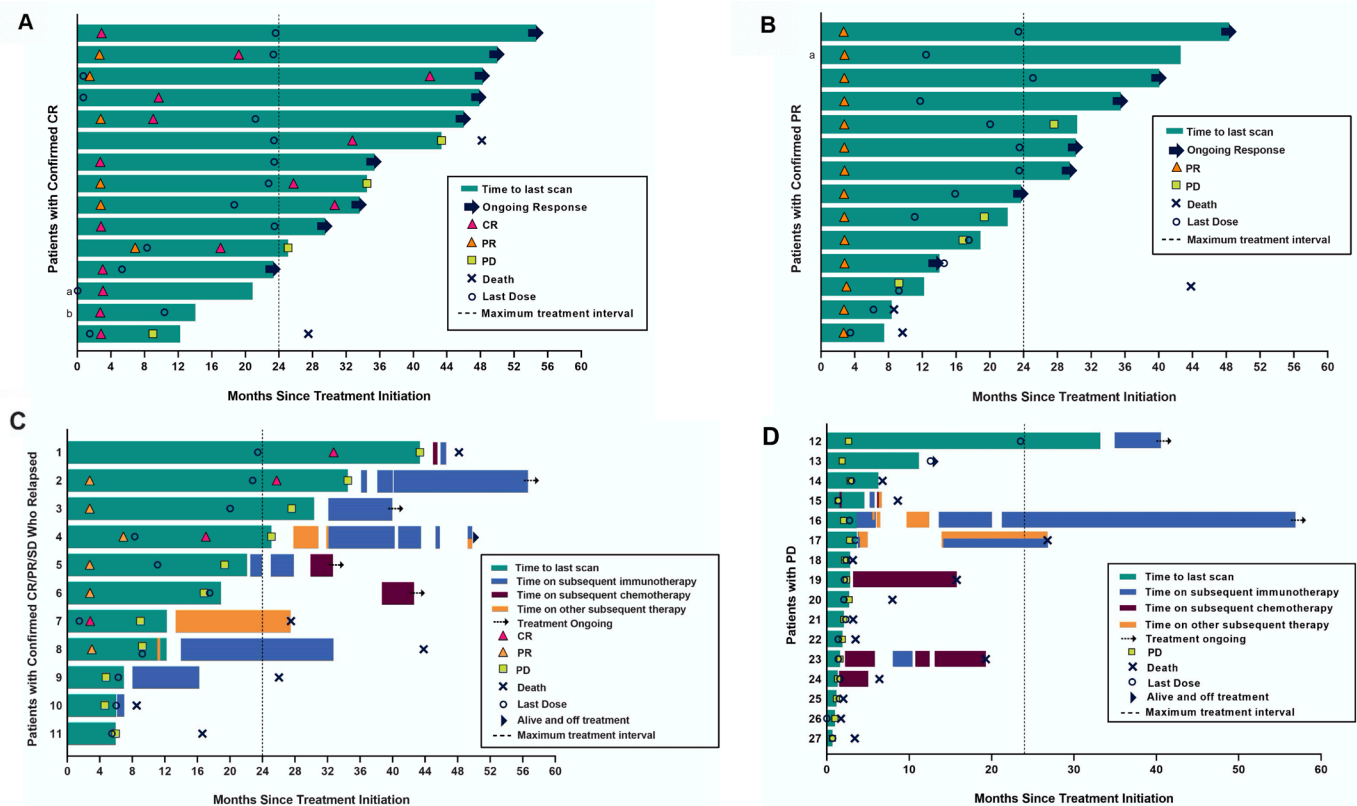 A
Patients with Confirmed CR
a
b
Time to last scan
Ongoing Response
CR
PR
PD
Death
Last Dose
Maximum treatment interval
0 4 8 12 16 20 24 28 32 36 40 44 48 52 56 60
Months Since Treatment Initiation
B
Patients with Confirmed PR
a
Time to last scan
Ongoing Response
PR
PD
Death
Last Dose
Maximum treatment interval
0 4 8 12 16 20 24 28 32 36 40 44 48 52 56 60
Months Since Treatment Initiation
C
Patients with Confirmed CR/PR/SD Who Relapsed
1
2
3
4
5
6
7
8
9
10
11
Time to last scan
Time on subsequent immunotherapy
Time on subsequent chemotherapy
Time on other subsequent therapy
Treatment Ongoing
CR
PR
PD
Death
Last Dose
Alive and off treatment
Maximum treatment interval
0 4 8 12 16 20 24 28 32 36 40 44 48 52 56 60
Months Since Treatment Initiation
D
Patients with PD
12
13
14
15
16
17
18
19
20
21
22
23
24
25
26
27
Time to last scan
Time on subsequent immunotherapy
Time on subsequent chemotherapy
Time on other subsequent therapy
Treatment ongoing
PD
Death
Last Dose
Alive and off treatment
Maximum treatment interval
0 10 20 30 40 50 60
Months Since Treatment Initiation